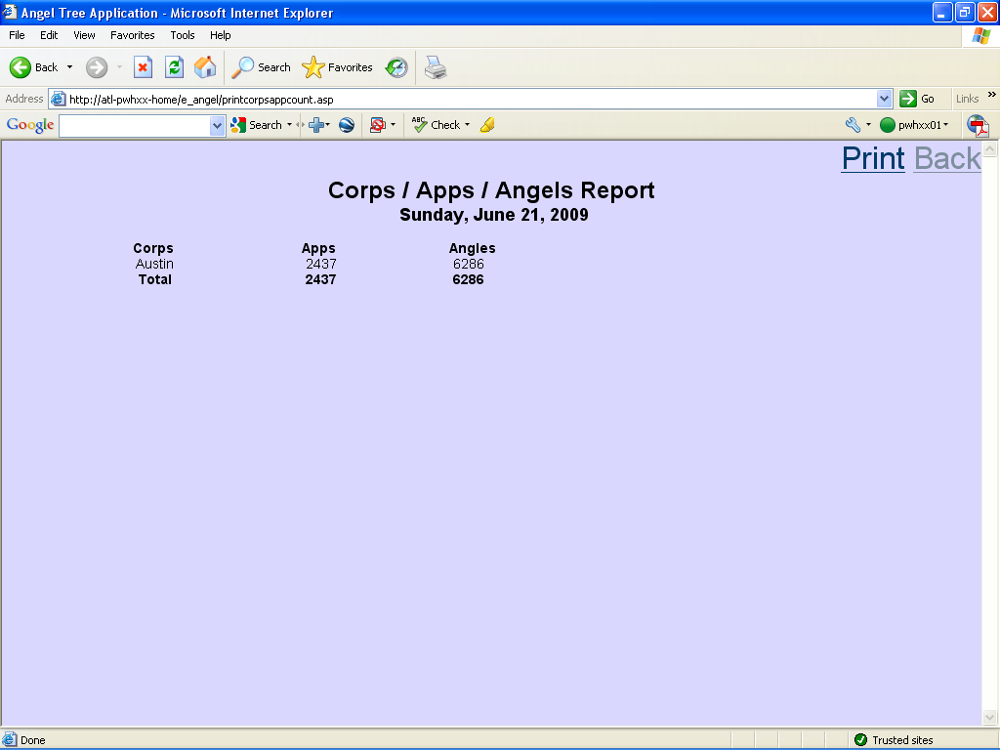 Angel Tree Application - Microsoft Internet Explorer
File Edit View Favorites Tools Help
Back Search Favorites
Address http://atl-pwhxx-home/e_angel/printcorpsappcount.asp Go Links »
Google Search ABC Check pwhxx01
Print Back
Corps / Apps / Angels Report
Sunday, June 21, 2009
Corps Apps Angles
Austin 2437 6286
Total 2437 6286
Done Trusted sites